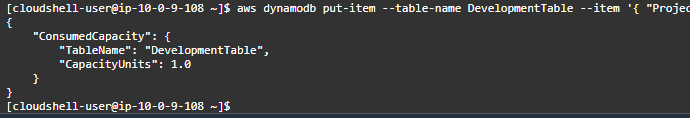 [cloudshell-user@ip-10-0-9-108 ~]$ aws dynamodb put-item --table-name DevelopmentTable --item '{ "Projec
{
    "ConsumedCapacity": {
        "TableName": "DevelopmentTable",
        "CapacityUnits": 1.0
    }
}
[cloudshell-user@ip-10-0-9-108 ~]$